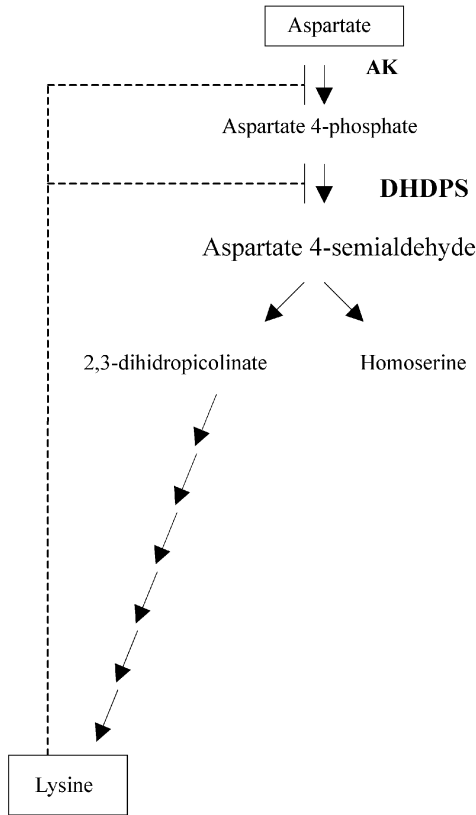 Aspartate
AK
Aspartate 4-phosphate
DHDPS
Aspartate 4-semialdehyde
2,3-dihidropicolinate
Homoserine
Lysine